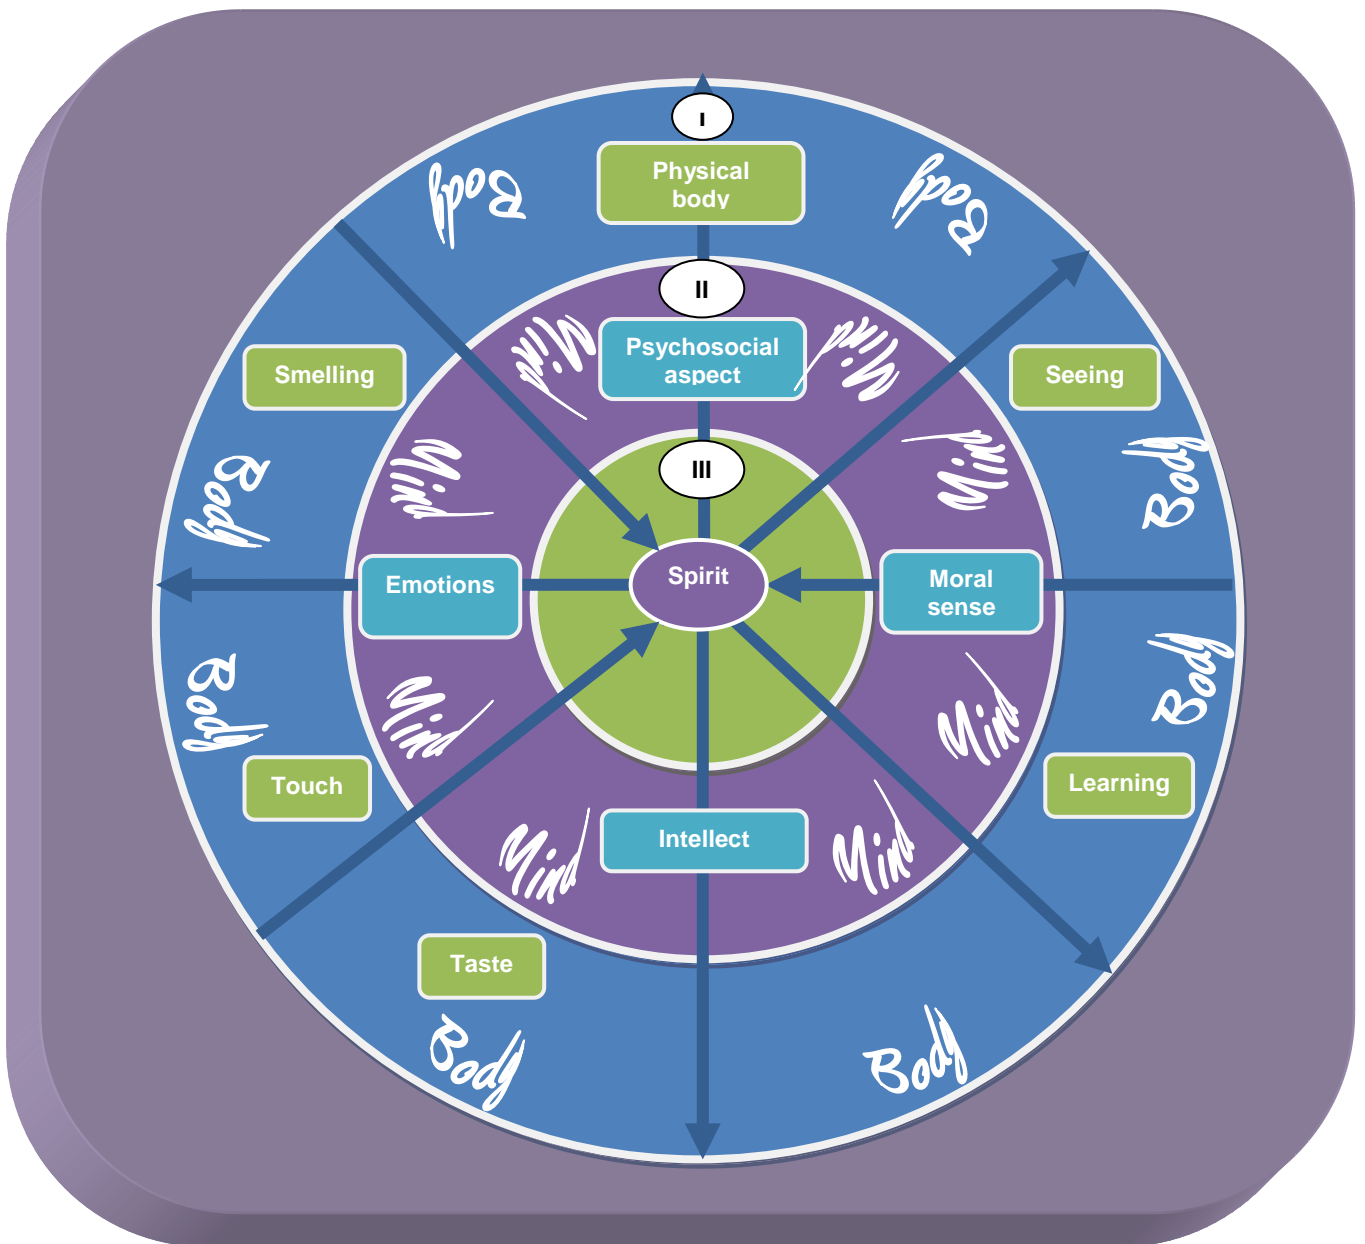 I
Physical
body
Body
Body
II
Psychosocial
aspect
Mind
Mind
Smelling
Seeing
III
Mind
Mind
Body
Body
Spirit
Emotions
Moral
sense
Body
Body
Mind
Mind
Touch
Learning
Intellect
Mind
Mind
Taste
Body
Body